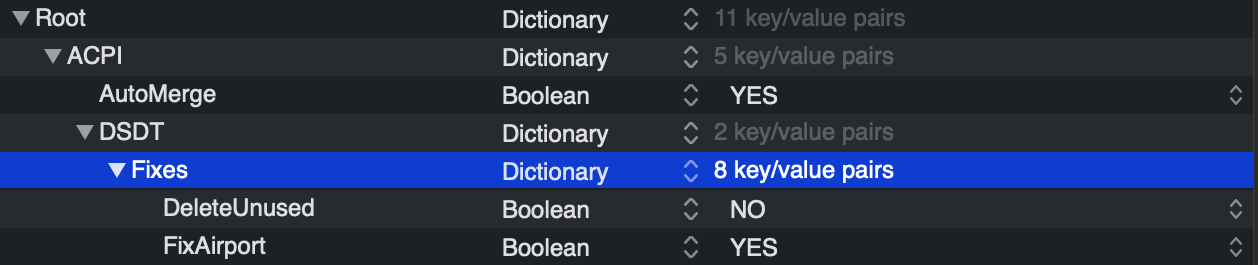 Root Dictionary 11 key/value pairs
ACPI Dictionary 5 key/value pairs
AutoMerge Boolean YES
DSDT Dictionary 2 key/value pairs
Fixes Dictionary 8 key/value pairs
DeleteUnused Boolean NO
FixAirport Boolean YES